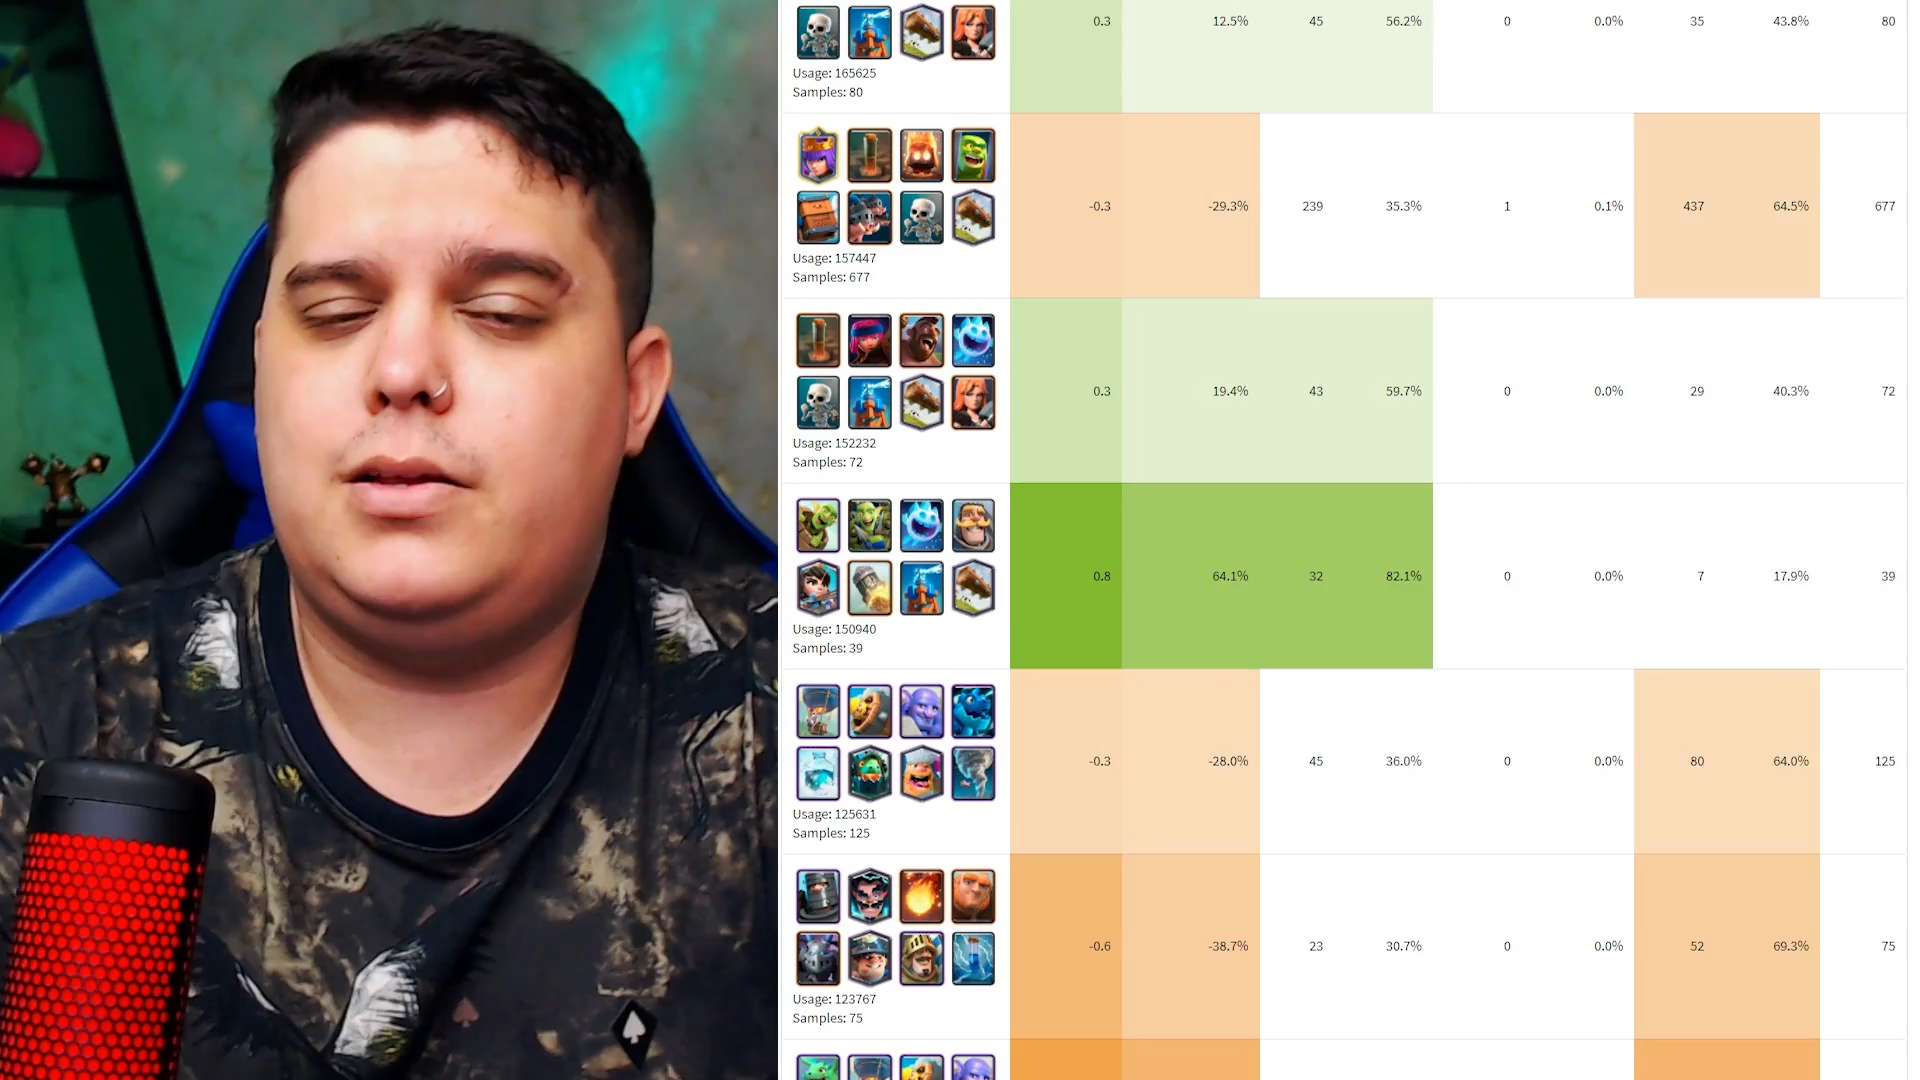 0.3 12.5% 45 56.2% 0 0.0% 35 43.8% 80
Usage: 165625
Samples: 80
-0.3 -29.3% 239 35.3% 1 0.1% 437 64.5% 677
Usage: 157447
Samples: 677
0.3 19.4% 43 59.7% 0 0.0% 29 40.3% 72
Usage: 152232
Samples: 72
0.8 64.1% 32 82.1% 0 0.0% 7 17.9% 39
Usage: 150940
Samples: 39
-0.3 -28.0% 45 36.0% 0 0.0% 80 64.0% 125
Usage: 125631
Samples: 125
-0.6 -38.7% 23 30.7% 0 0.0% 52 69.3% 75
Usage: 123767
Samples: 75